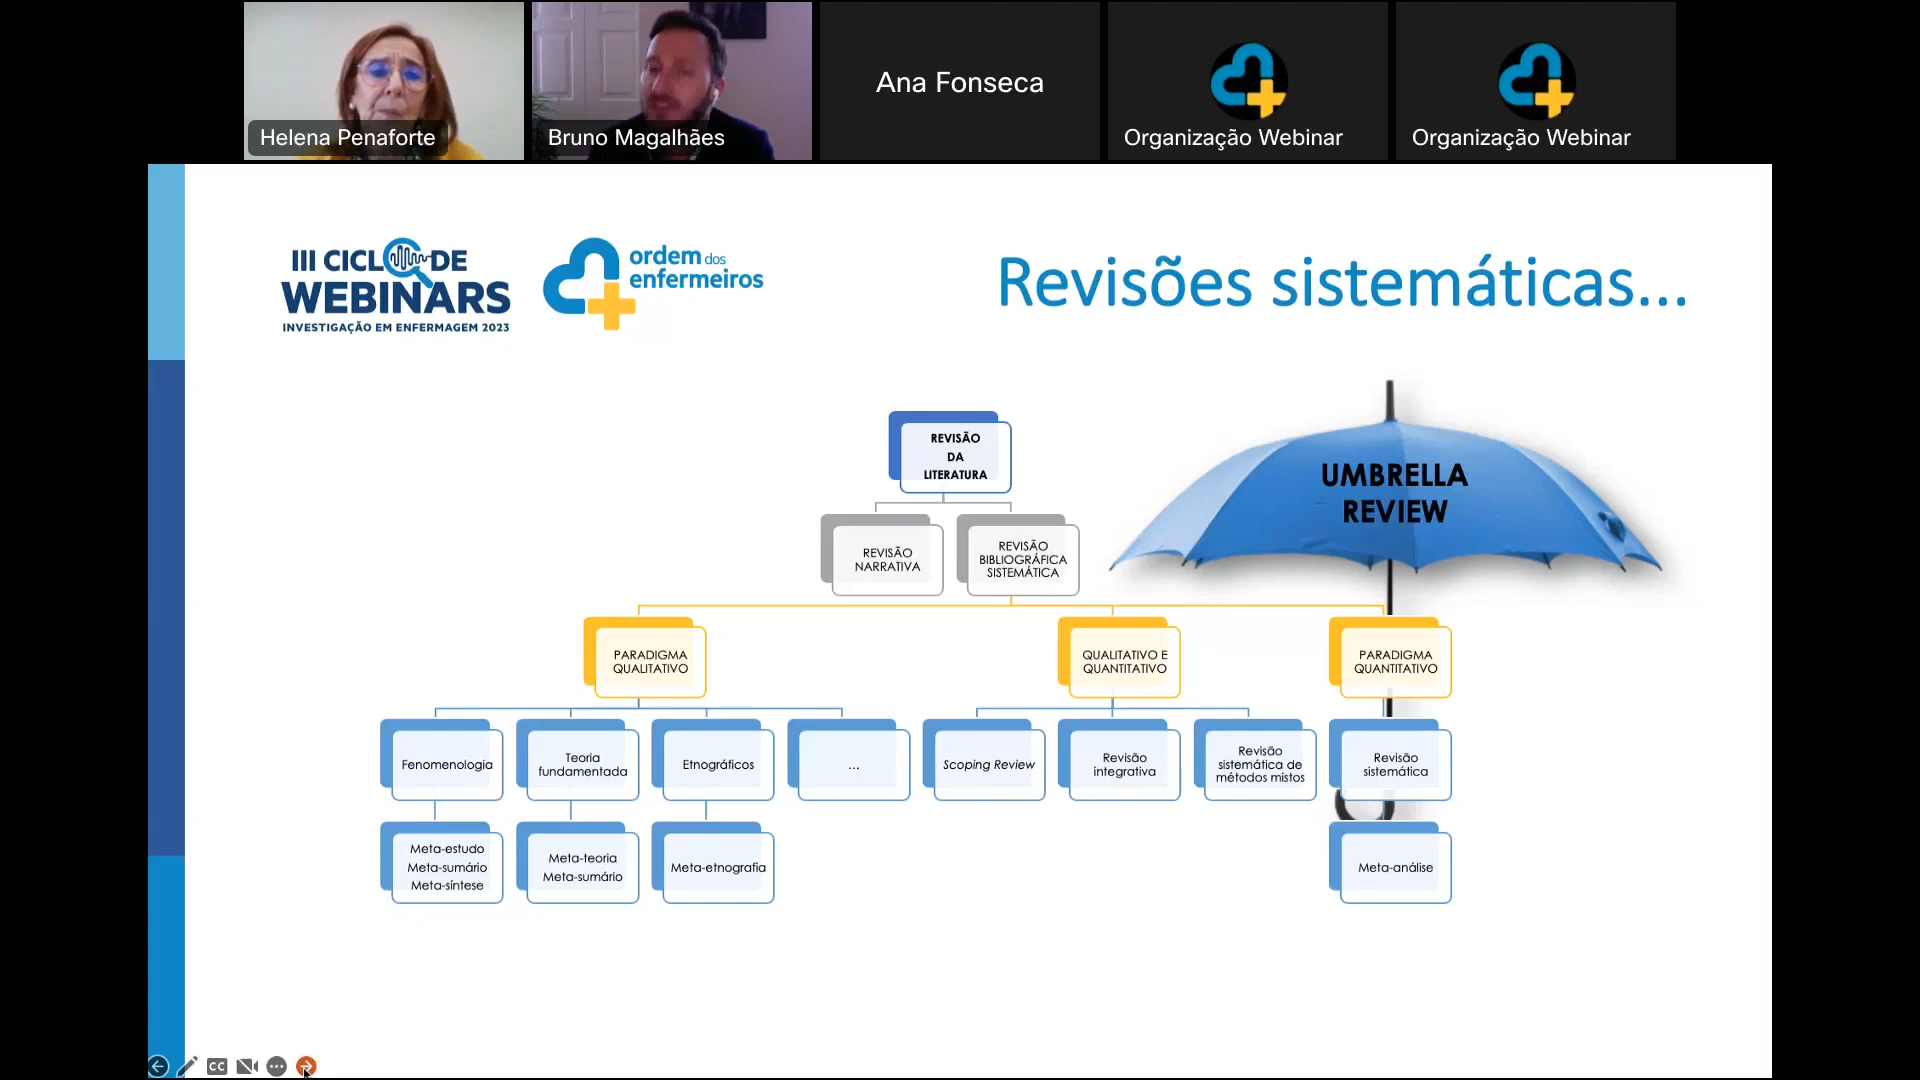 Helena Penaforte
Bruno Magalhães
Ana Fonseca
Organização Webinar
Organização Webinar
III CICLO DE
WEBINARS
INVESTIGAÇÃO EM ENFERMAGEM 2023
ordem dos
enfermeiros
Revisões sistemáticas...
REVISÃO
DA
LITERATURA
UMBRELLA
REVIEW
REVISÃO
NARRATIVA
REVISÃO
BIBLIOGRÁFICA
SISTEMÁTICA
PARADIGMA
QUALITATIVO
QUALITATIVO E
QUANTITATIVO
PARADIGMA
QUANTITATIVO
Fenomenologia
Teoria
fundamentada
Etnográficos
...
Scoping Review
Revisão
integrativa
Revisão
sistemática de
métodos mistos
Revisão
sistemática
Meta-estudo
Meta-sumário
Meta-síntese
Meta-teoria
Meta-sumário
Meta-etnografia
Meta-análise
CC